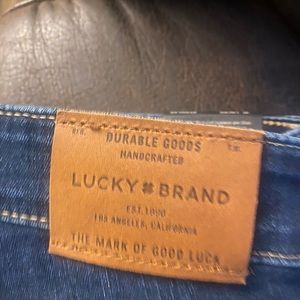 DURABLE GOODS
HANDCRAFTED
LUCKY BRAND
EST. 1990
LOS ANGELES, CALIFORNIA
THE MARK OF GOOD LUCK